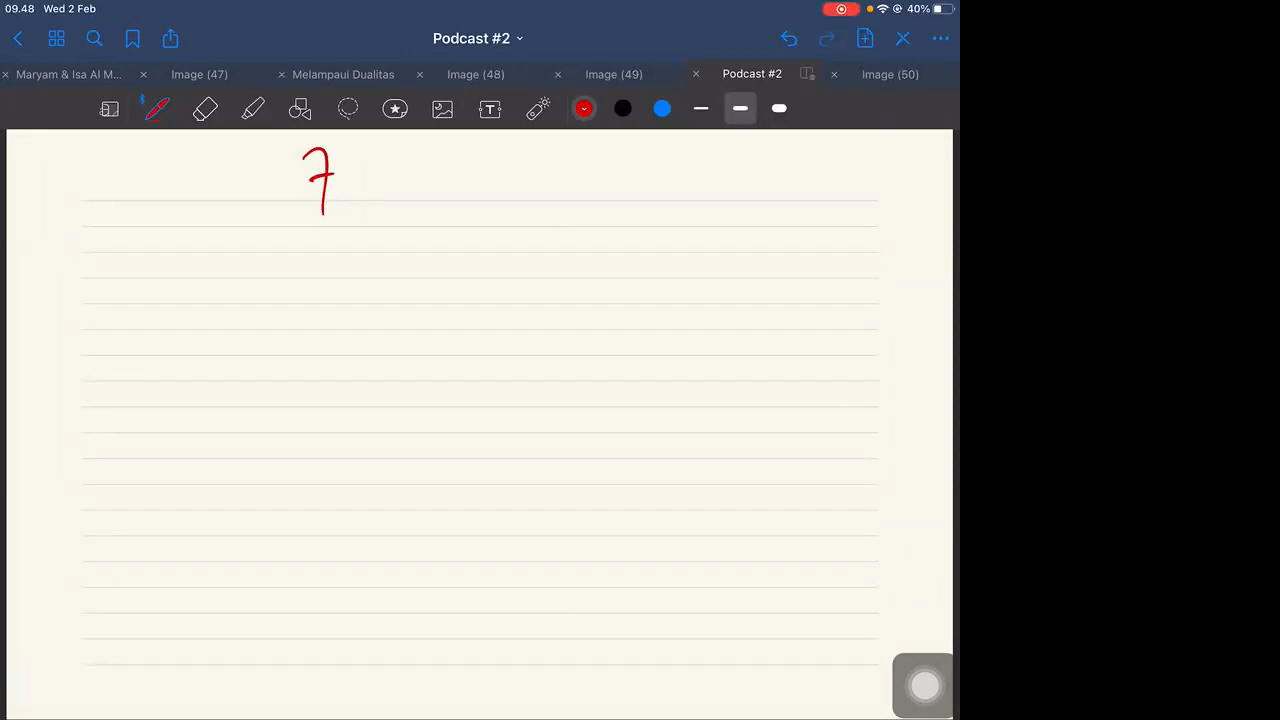 09.48 Wed 2 Feb 40%
Podcast #2
Maryam & Isa Al M... Image (47) Melampaui Dualitas Image (48) Image (49) Podcast #2 Image (50)
T
7